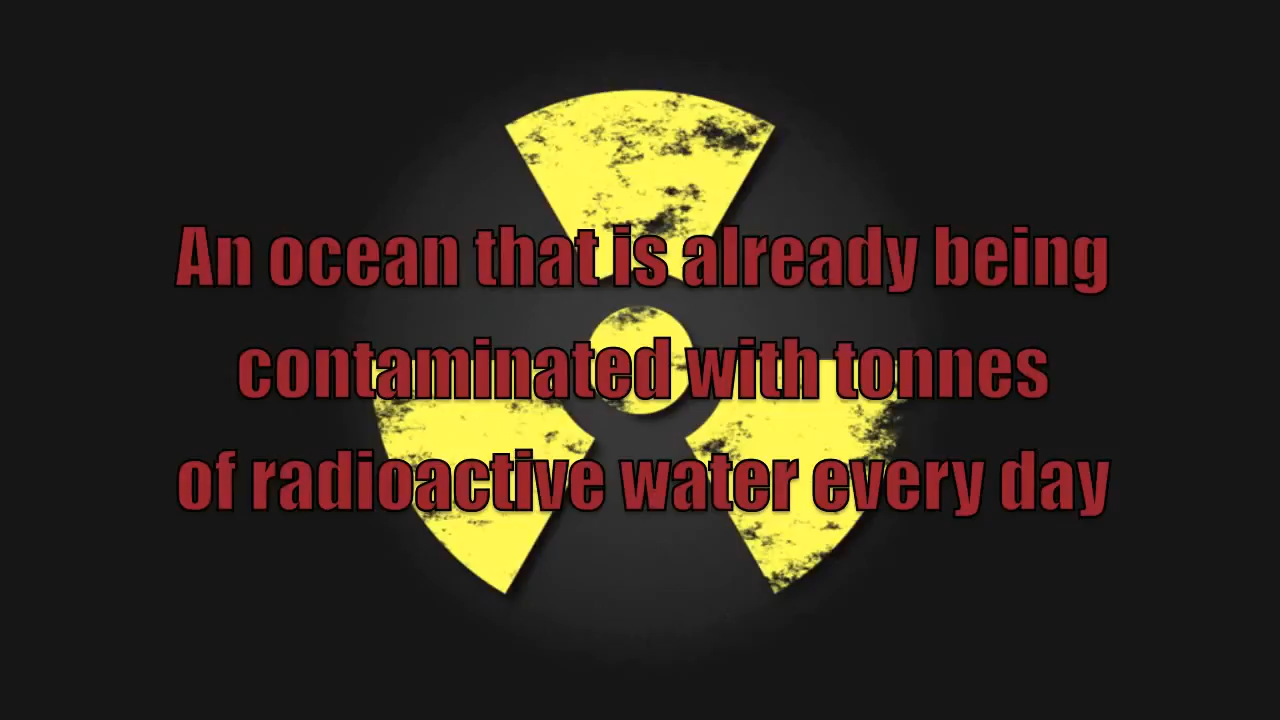 An ocean that is already being
contaminated with tonnes
of radioactive water every day